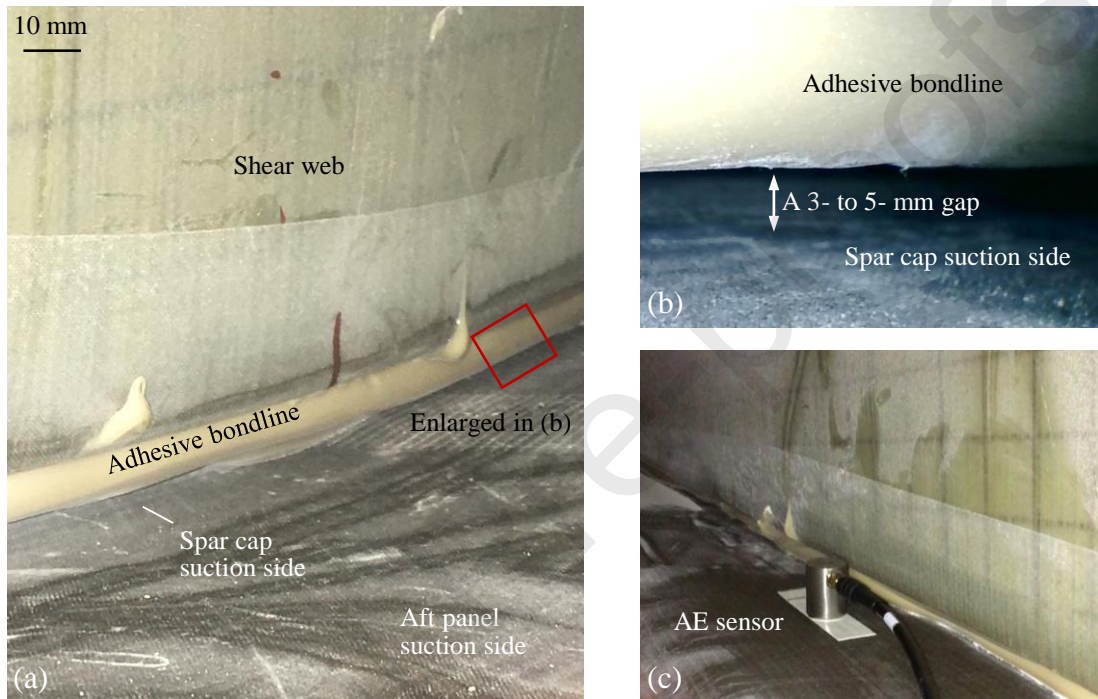 10 mm
Shear web
Adhesive bondline
Enlarged in (b)
Spar cap
suction side
Aft panel
suction side
(a)
Adhesive bondline
A 3- to 5- mm gap
Spar cap suction side
(b)
AE sensor
(c)